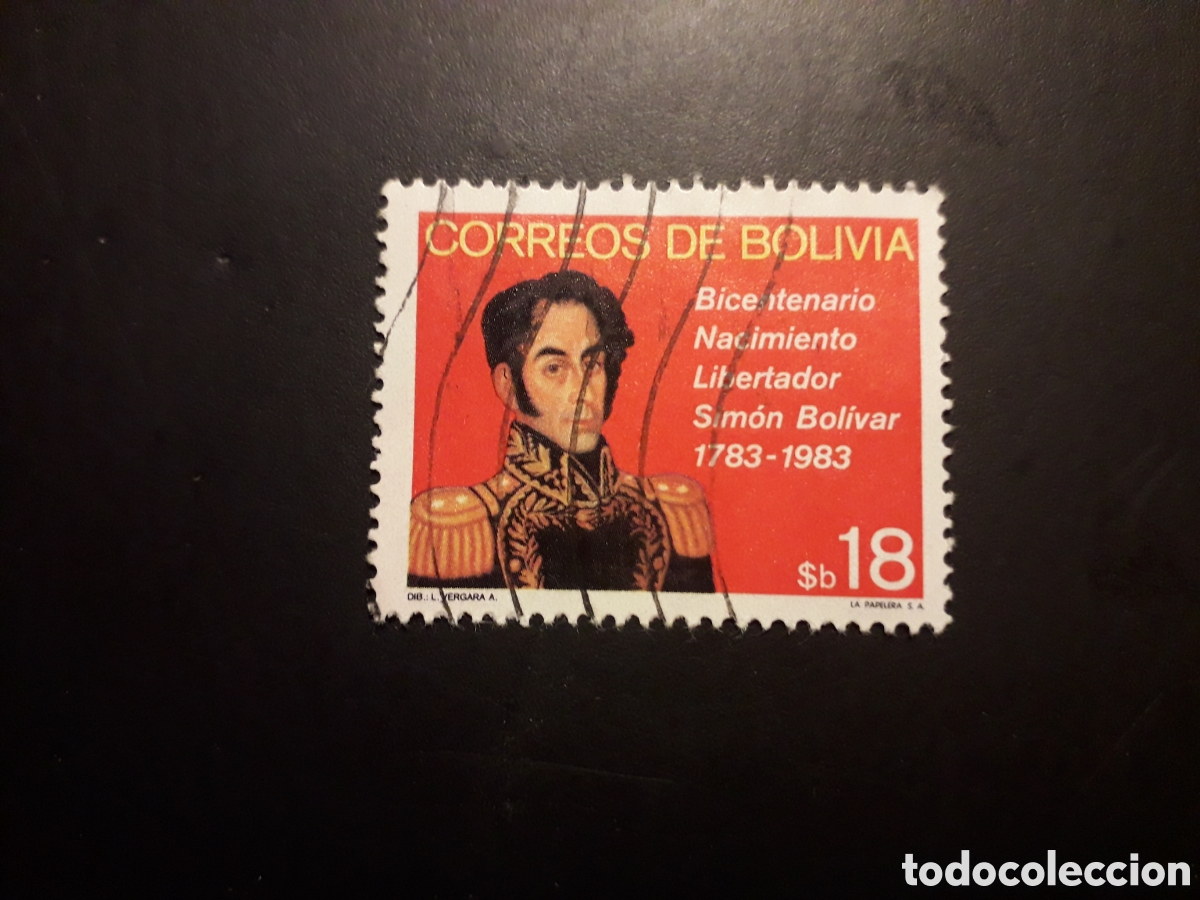 CORREOS DE BOLIVIA
Bicentenario
Nacimiento
Libertador
Simón Bolívar
1783-1983
$b 18
DIB.: L. VERGARA A.
LA PAPELERA S. A.
todocoleccion